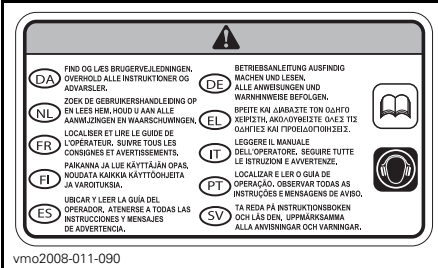 DA
FIND OG LÆS BRUGERVEJLEDNINGEN.
OVERHOLD ALLE INSTRUKTIONER OG
ADVARSLER.
NL
ZOEK DE GEBRUIKERSHANDLEIDING OP
EN LEES HEM, HOUD U AAN ALLE
AANWIJZINGEN EN WAARSCHUWINGEN.
FR
LOCALISER ET LIRE LE GUIDE DE
L'OPÉRATEUR. SUIVRE TOUS LES
CONSIGNES ET AVERTISSEMENTS.
FI
PAIKANNA JA LUE KÄYTTÄJÄN OPAS,
NOUDATA KAIKKIA KÄYTTÖOHJEITA
JA VAROITUKSIA.
ES
UBICAR Y LEER LA GUÍA DEL
OPERADOR, ATENERSE A TODAS LAS
INSTRUCCIONES Y MENSAJES
DE ADVERTENCIA.
DE
BETRIEBSANLEITUNG AUSFINDIG
MACHEN UND LESEN.
ALLE ANWEISUNGEN UND
WARNHINWEISE BEFOLGEN.
EL
ΒΡΕΙΤΕ ΚΑΙ ΔΙΑΒΑΣΤΕ ΤΟΝ ΟΔΗΓΟ
ΧΕΙΡΙΣΤΗ, ΑΚΟΛΟΥΘΕΙΣΤΕ ΟΛΕΣ ΤΙΣ
ΟΔΗΓΙΕΣ ΚΑΙ ΠΡΟΕΙΔΟΠΟΙΗΣΕΙΣ.
IT
LEGGERE IL MANUALE
DELL'OPERATORE, SEGUIRE TUTTE
LE ISTRUZIONI E AVVERTENZE.
PT
LOCALIZAR E LER O GUIA DE
OPERAÇÃO. OBSERVAR TODAS AS
INSTRUÇÕES E MENSAGENS DE AVISO.
SV
TA REDA PÅ INSTRUKTIONSBOKEN
OCH LÄS DEN, UPPMÄRKSAMMA
ALLA ANVISNINGAR OCH VARNINGAR.
vmo2008-011-090